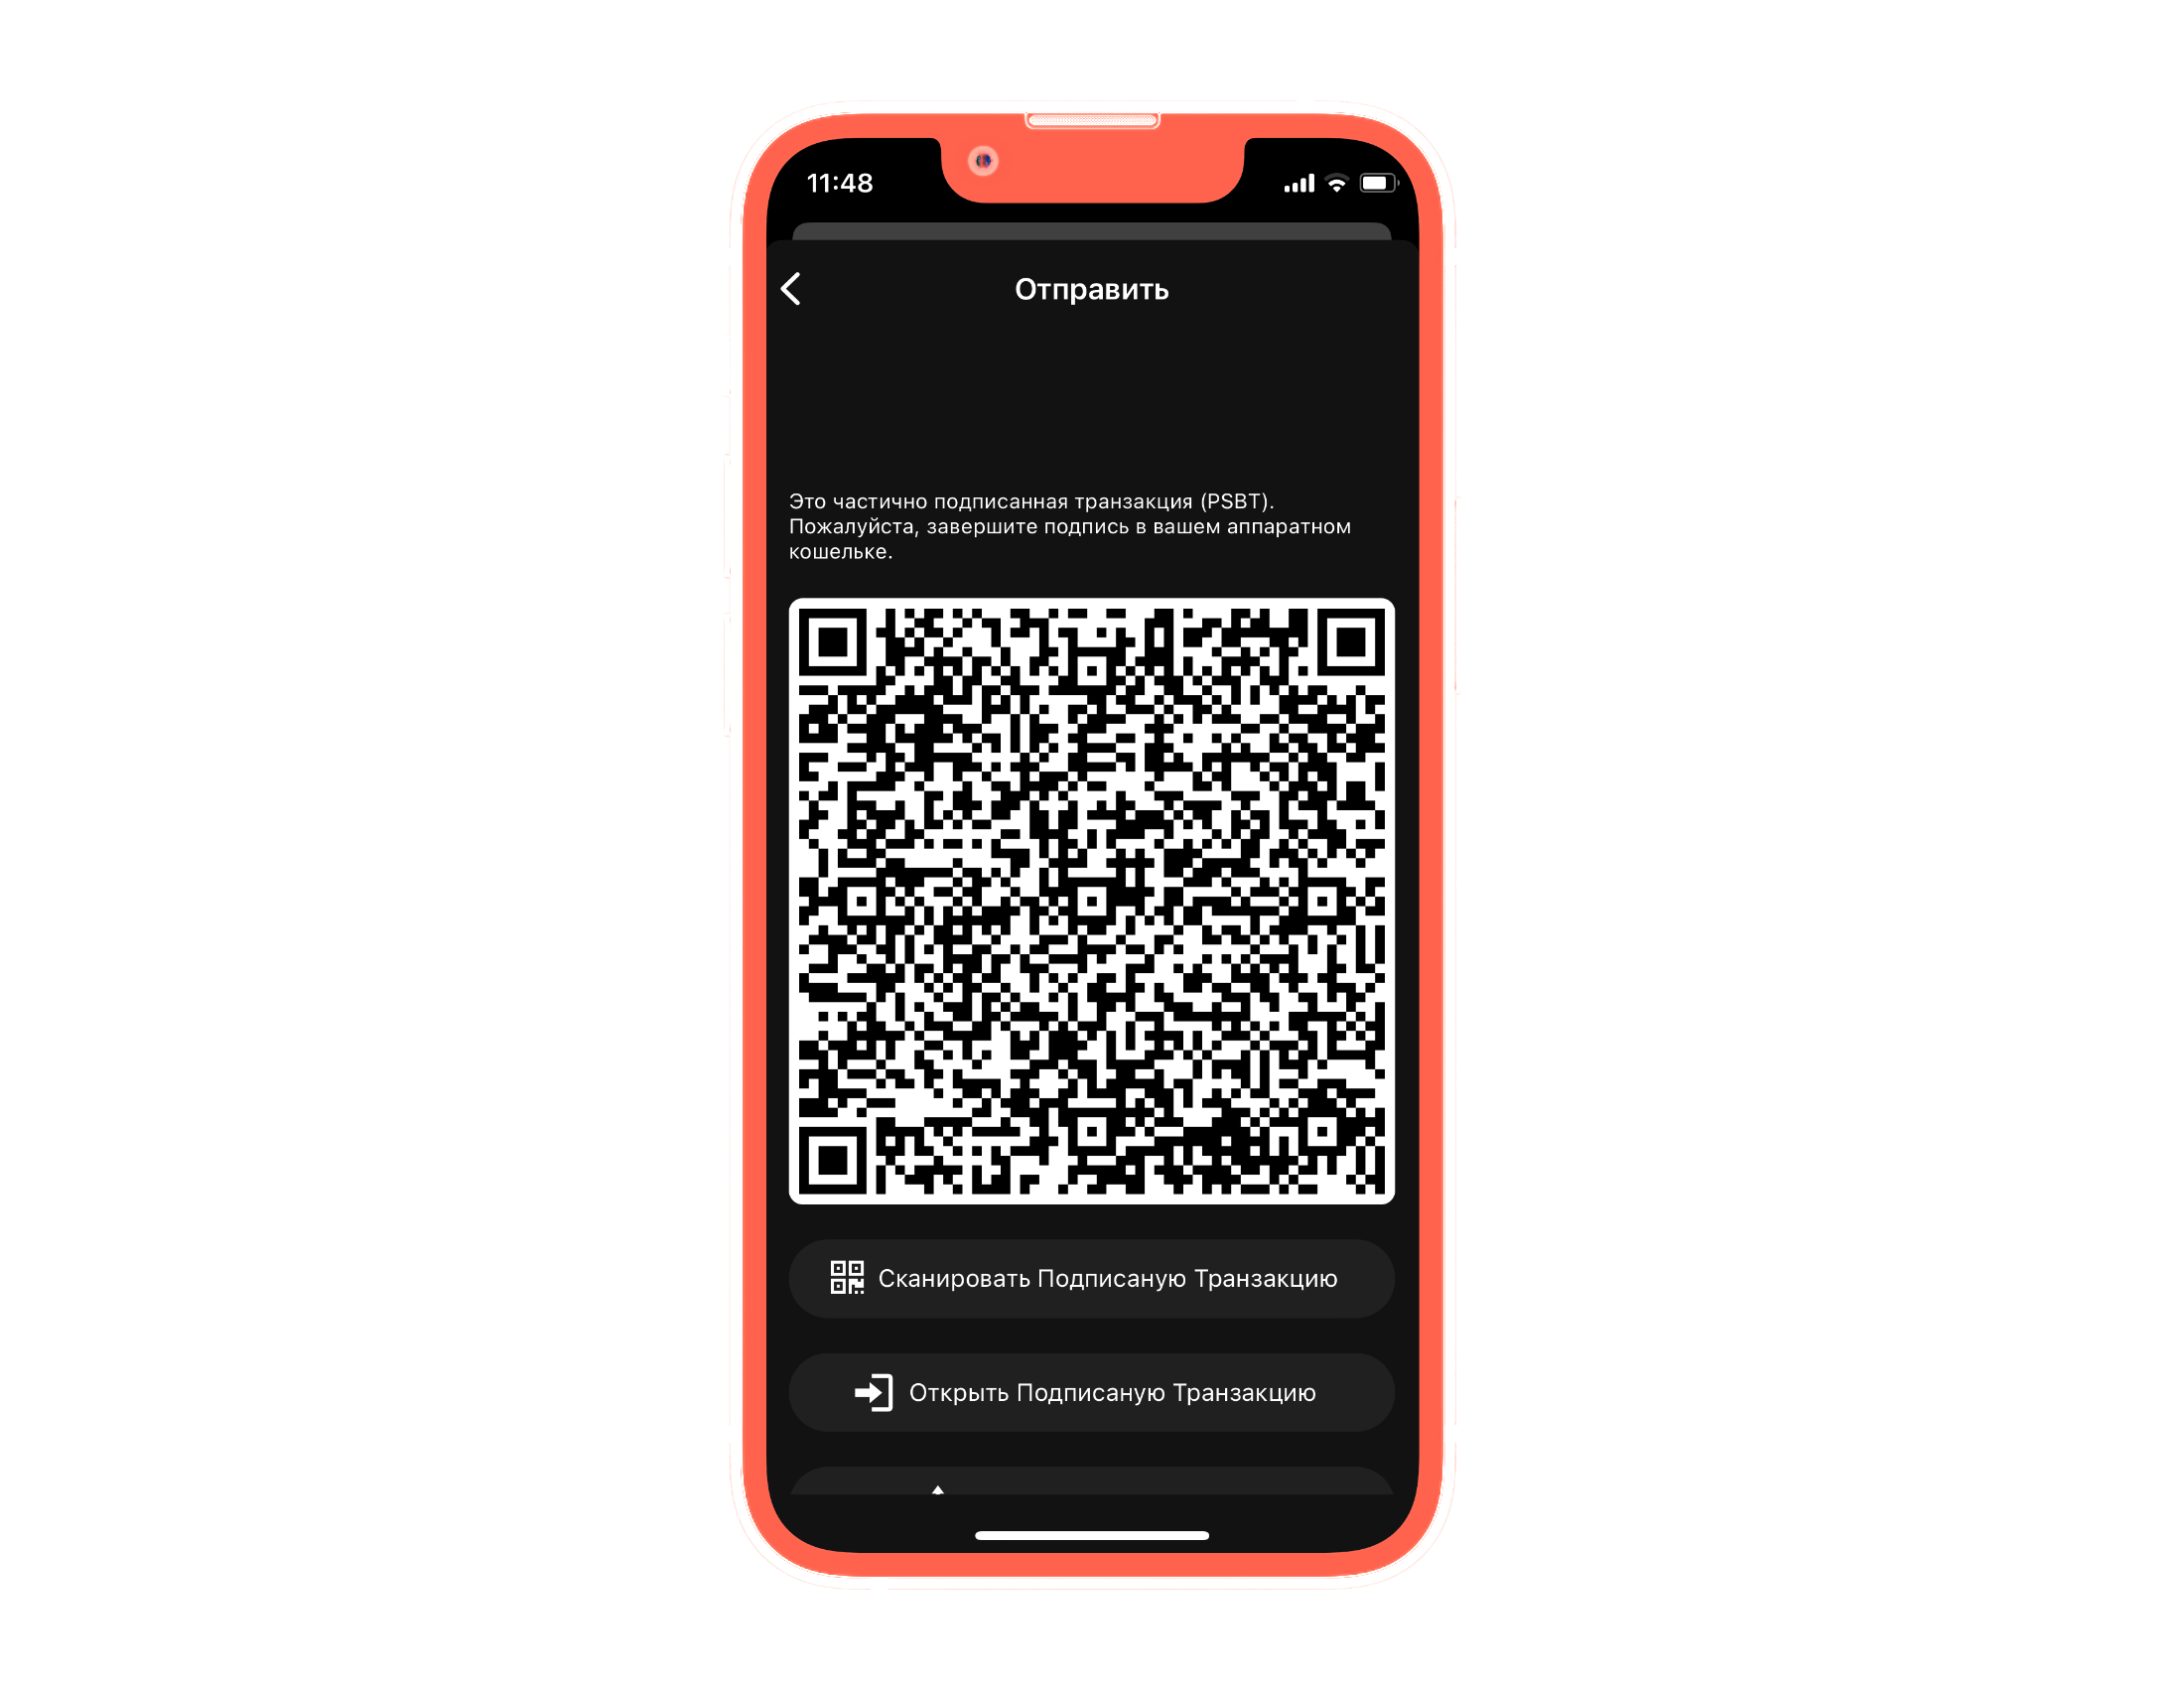 11:48
Отправить
Это частично подписанная транзакция (PSBT).
Пожалуйста, завершите подпись в вашем аппаратном
кошельке.
Сканировать Подписаную Транзакцию
Открыть Подписаную Транзакцию